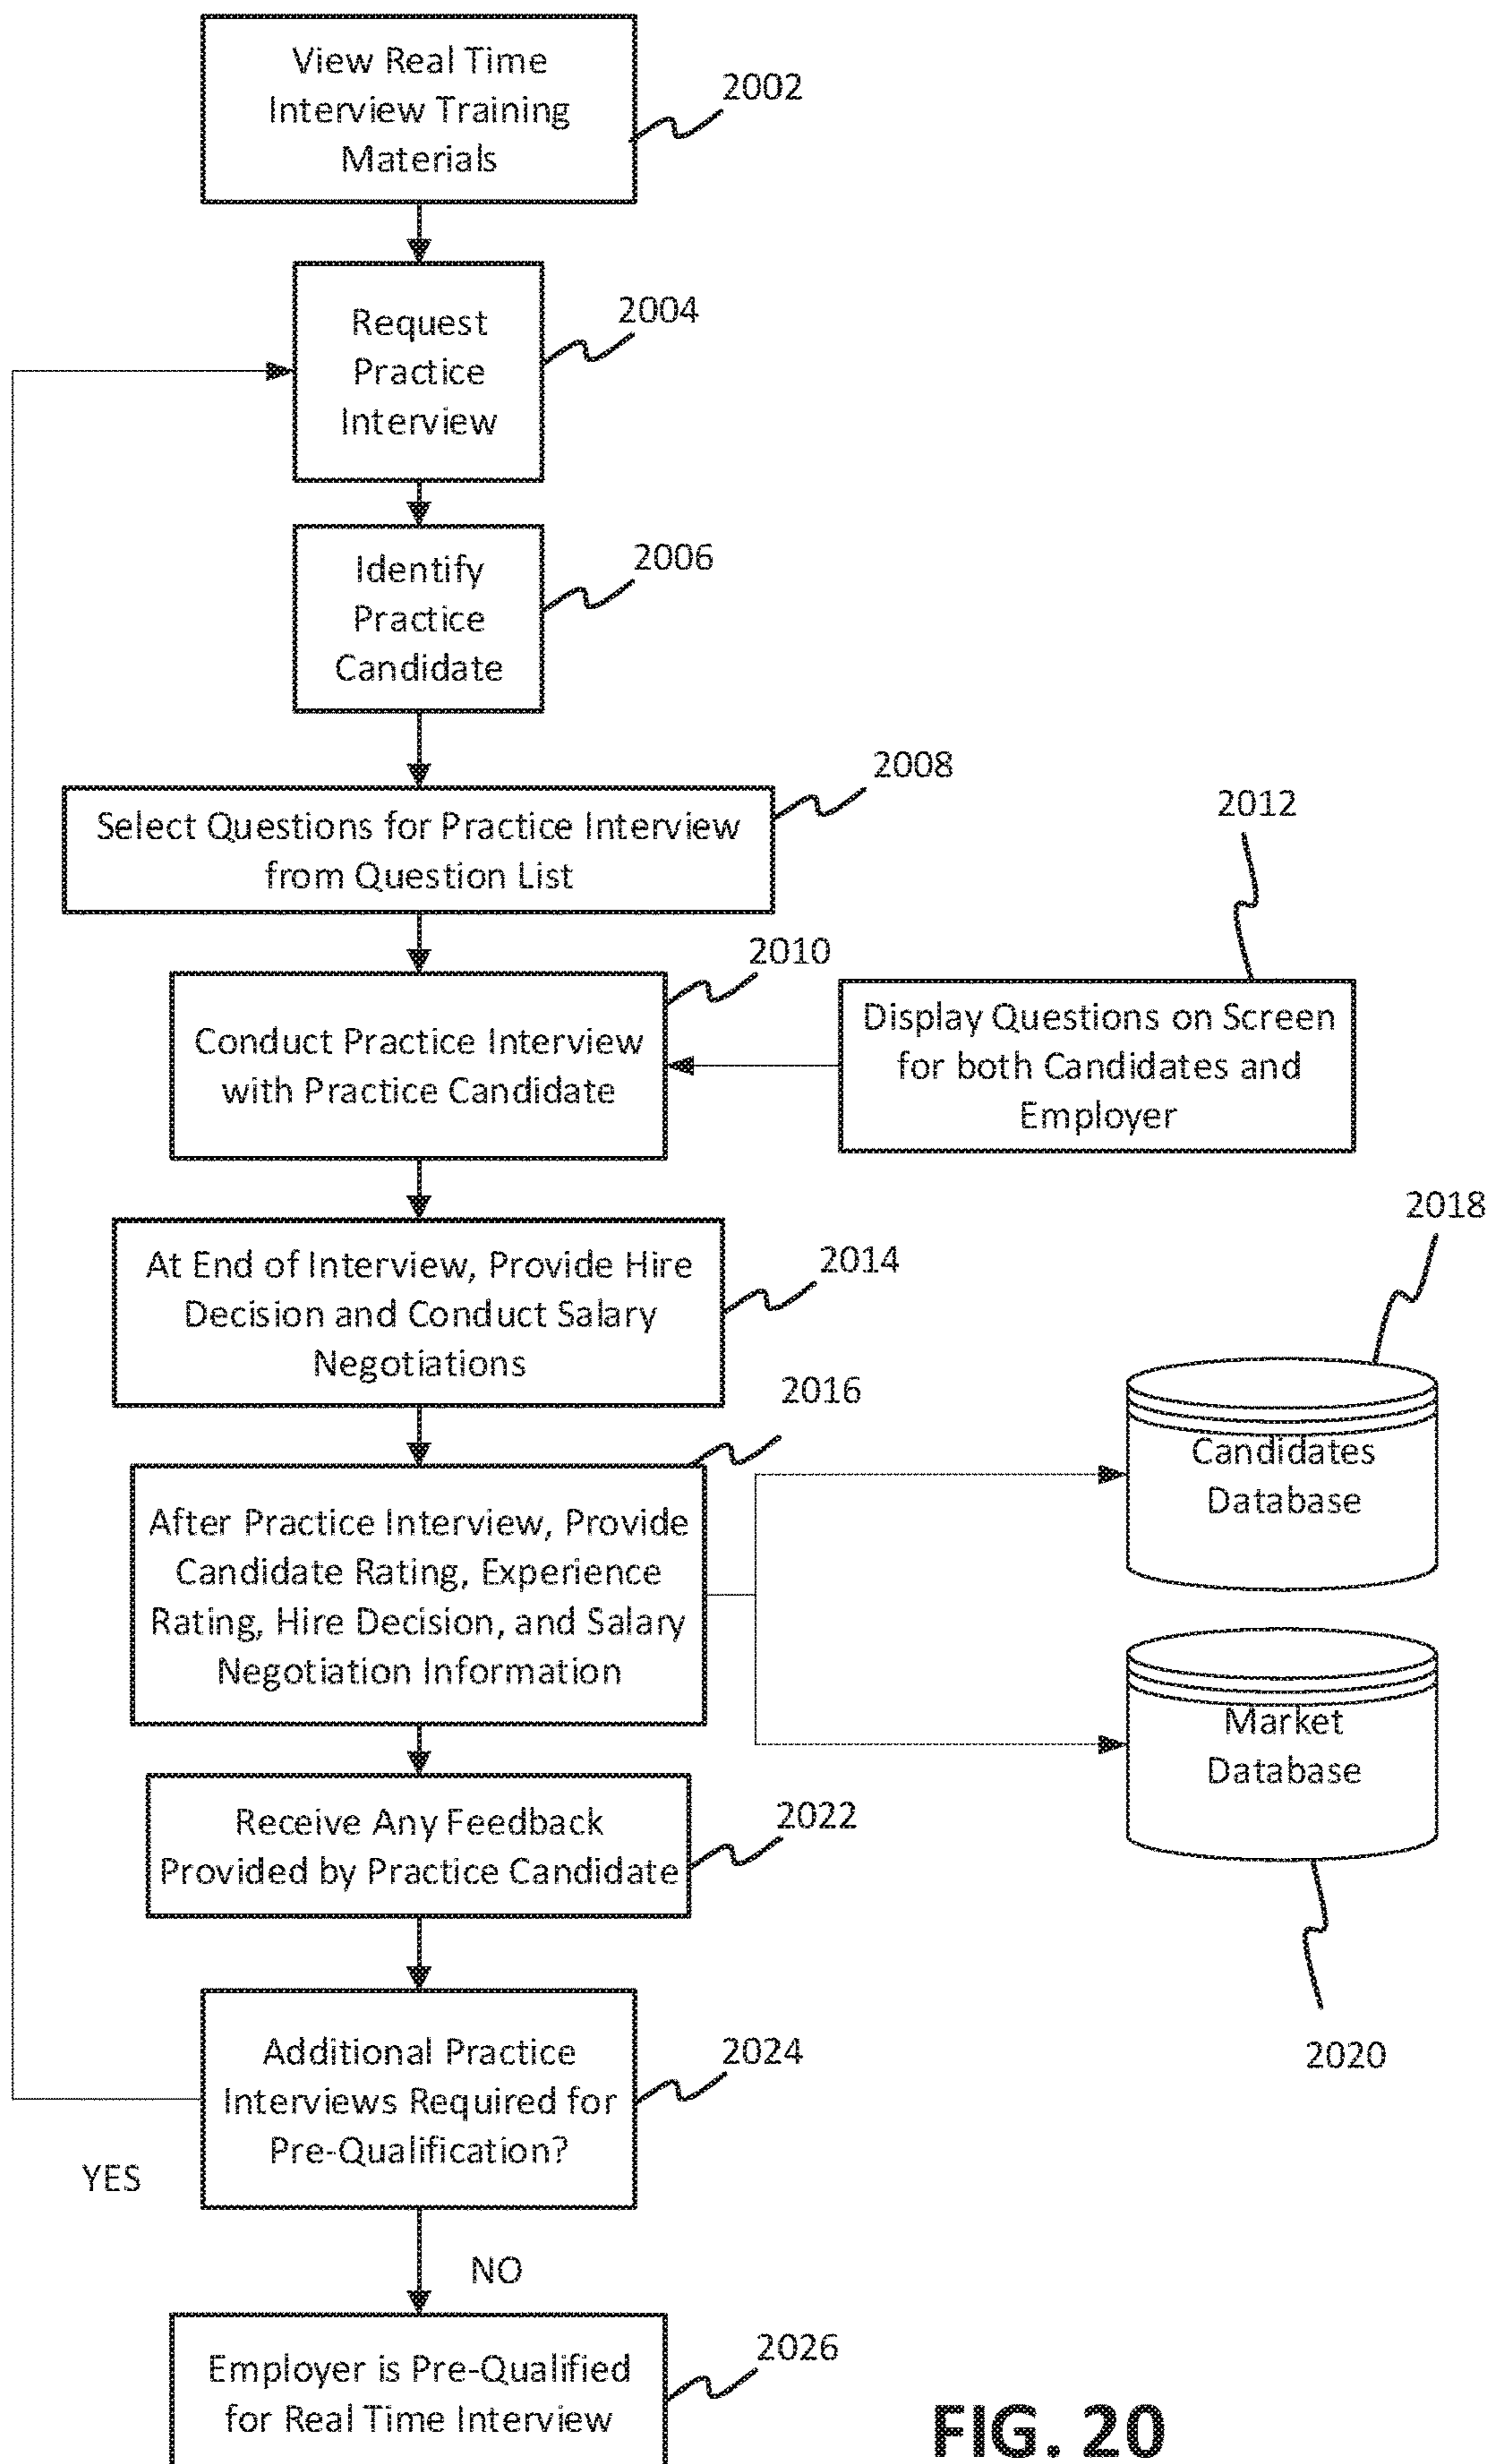 View Real Time
Interview Training
Materials
2002
Request
Practice
Interview
2004
Identify
Practice
Candidate
2006
Select Questions for Practice Interview
from Question List
2008
Conduct Practice Interview
with Practice Candidate
2010
Display Questions on Screen
for both Candidates and
Employer
2012
At End of Interview, Provide Hire
Decision and Conduct Salary
Negotiations
2014
After Practice Interview, Provide
Candidate Rating, Experience
Rating, Hire Decision, and Salary
Negotiation Information
2016
Candidates
Database
2018
Market
Database
2020
Receive Any Feedback
Provided by Practice Candidate
2022
Additional Practice
Interviews Required for
Pre-Qualification?
2024
YES
NO
Employer is Pre-Qualified
for Real Time Interview
2026
FIG. 20